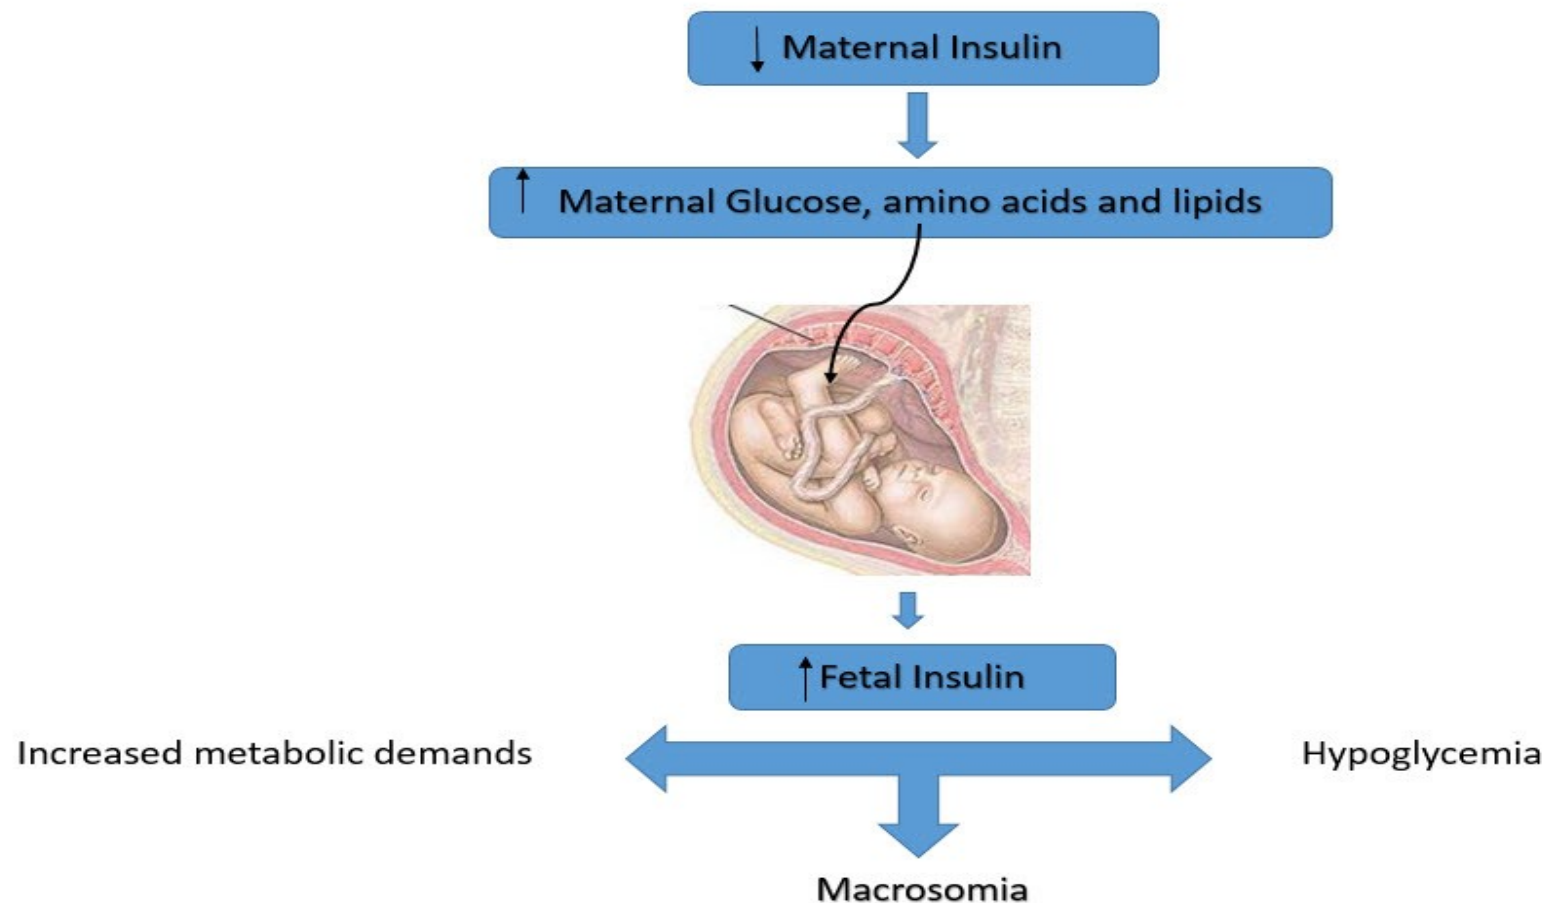 ↓ Maternal Insulin
↑ Maternal Glucose, amino acids and lipids
↑ Fetal Insulin
Increased metabolic demands
Hypoglycemia
Macrosomia